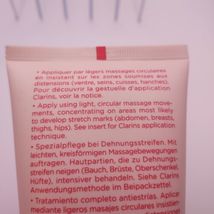 • Appliquer par légers massages circulaires
en insistant sur les zones soumises aux
distensions (ventre, seins, cuisses, hanches).
Pour découvrir la gestuelle d'application
Clarins, voir la notice.
• Apply using light, circular massage move-
ments, concentrating on areas most likely
to develop stretch marks (abdomen, breasts,
thighs, hips). See insert for Clarins application
technique.
• Spezialpflege bei Dehnungsstreifen. Mit
leichten, kreisförmigen Massagebewegungen
auftragen. Hautpartien, die zu Dehnungs-
streifen neigen (Bauch, Brüste, Oberschenkel,
Hüfte), intensiver behandeln. Siehe Clarins
Anwendungsmethode im Beipackzettel.
• Tratamiento completo antiestrías. Aplicar
mediante ligeros masajes circulares insistiendo